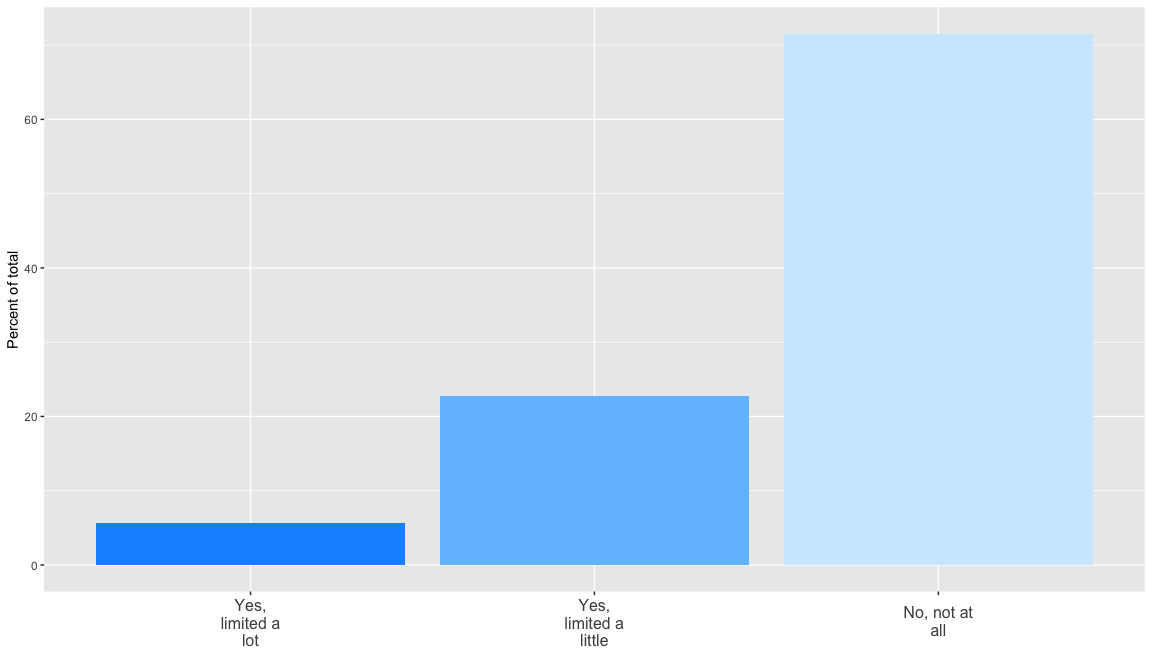 Percent of total
60
40
20
0
Yes,
limited a
lot
Yes,
limited a
little
No, not at
all